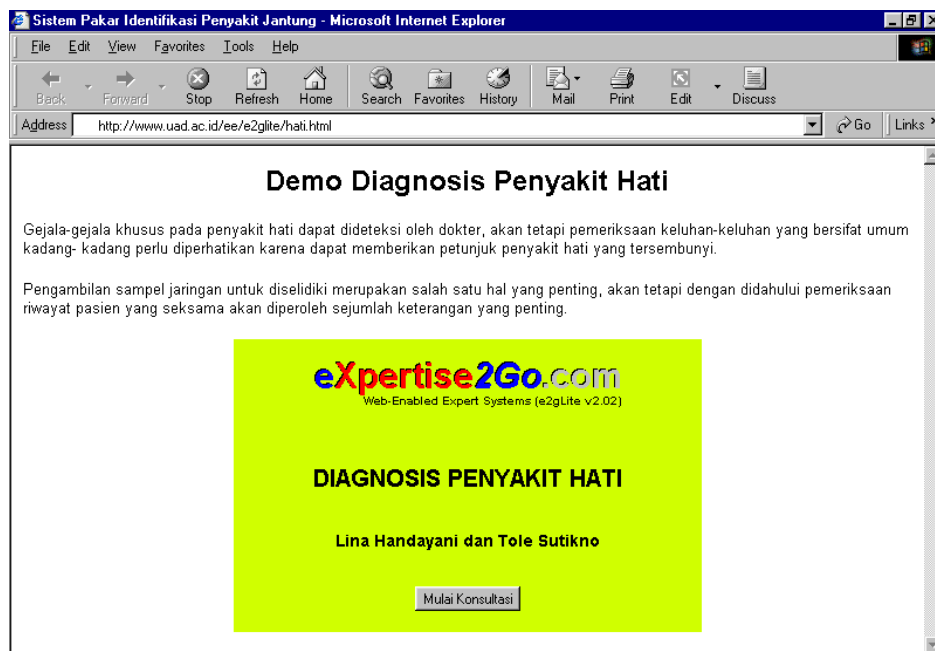 Sistem Pakar Identifikasi Penyakit Jantung - Microsoft Internet Explorer
File Edit View Favorites Tools Help
Back Forward Stop Refresh Home Search Favorites History Mail Print Edit Discuss
Address http://www.uad.ac.id/ee/e2glite/hati.html Go Links
Demo Diagnosis Penyakit Hati
Gejala-gejala khusus pada penyakit hati dapat dideteksi oleh dokter, akan tetapi pemeriksaan keluhan-keluhan yang bersifat umum
kadang- kadang perlu diperhatikan karena dapat memberikan petunjuk penyakit hati yang tersembunyi.
Pengambilan sampel jaringan untuk diselidiki merupakan salah satu hal yang penting, akan tetapi dengan didahului pemeriksaan
riwayat pasien yang seksama akan diperoleh sejumlah keterangan yang penting.
eXpertise2Go.com
Web-Enabled Expert Systems (e2gLite v2.02)
DIAGNOSIS PENYAKIT HATI
Lina Handayani dan Tole Sutikno
Mulai Konsultasi